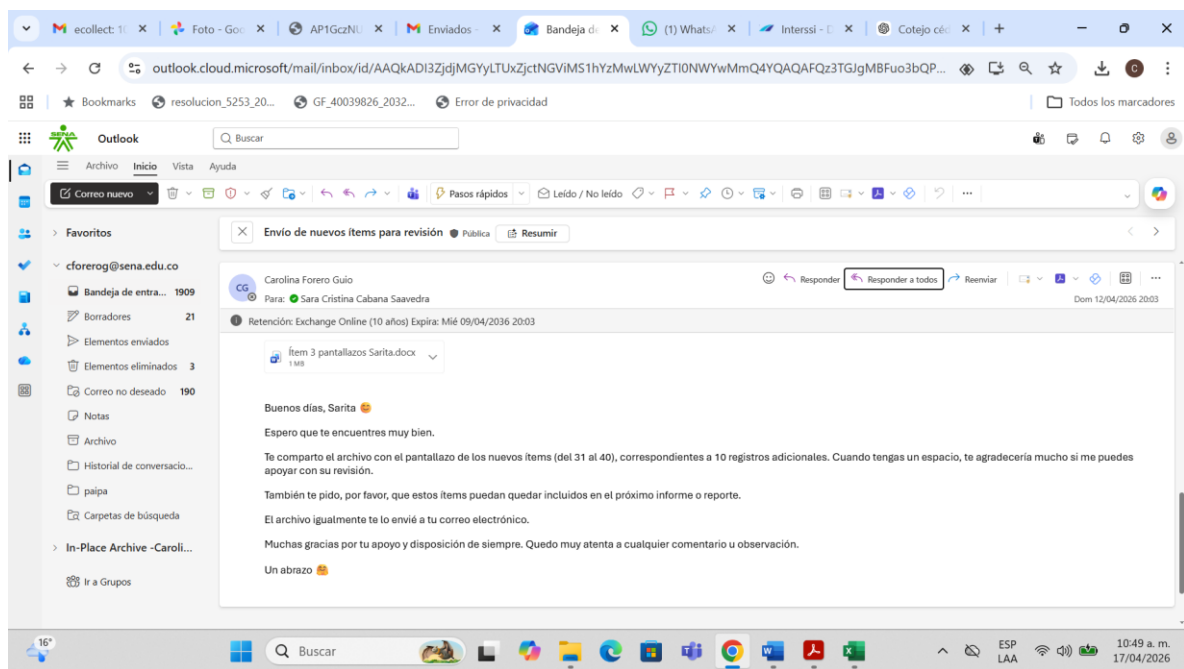 ecollect: 1
Foto - Goo
AP1GczNU
Enviados -
Bandeja de
(1) WhatsA
Interssi - D
Cotejo céd
outlook.cloud.microsoft/mail/inbox/id/
Bookmarks
resolucion_5253_20...
GF_40039826_2032...
Error de privacidad
Todos los marcadores
SENA
Outlook
Buscar
Archivo Inicio Vista Ayuda
Correo nuevo
Pasos rápidos
Leído / No leído
Favoritos
cforerog@sena.edu.co
Bandeja de entra... 1909
Borradores 21
Elementos enviados
Elementos eliminados 3
Correo no deseado 190
Notas
Archivo
Historial de conversacio...
paipa
Carpetas de búsqueda
In-Place Archive -Caroli...
Ir a Grupos
Envío de nuevos ítems para revisión Pública Resumir
CG
Carolina Forero Guio
Para: Sara Cristina Cabana Saavedra
Responder Responder a todos Reenviar
Dom 12/04/2026 20:03
Retención: Exchange Online (10 años) Expira: Mié 09/04/2036 20:03
Ítem 3 pantallazos Sarita.docx
1 MB
Buenos días, Sarita 😊
Espero que te encuentres muy bien.
Te comparto el archivo con el pantallazo de los nuevos ítems (del 31 al 40), correspondientes a 10 registros adicionales. Cuando tengas un espacio, te agradecería mucho si me puedes
apoyar con su revisión.
También te pido, por favor, que estos ítems puedan quedar incluidos en el próximo informe o reporte.
El archivo igualmente te lo envié a tu correo electrónico.
Muchas gracias por tu apoyo y disposición de siempre. Quedo muy atenta a cualquier comentario u observación.
Un abrazo 🤗
16°
Buscar
ESP
LAA
10:49 a. m.
17/04/2026